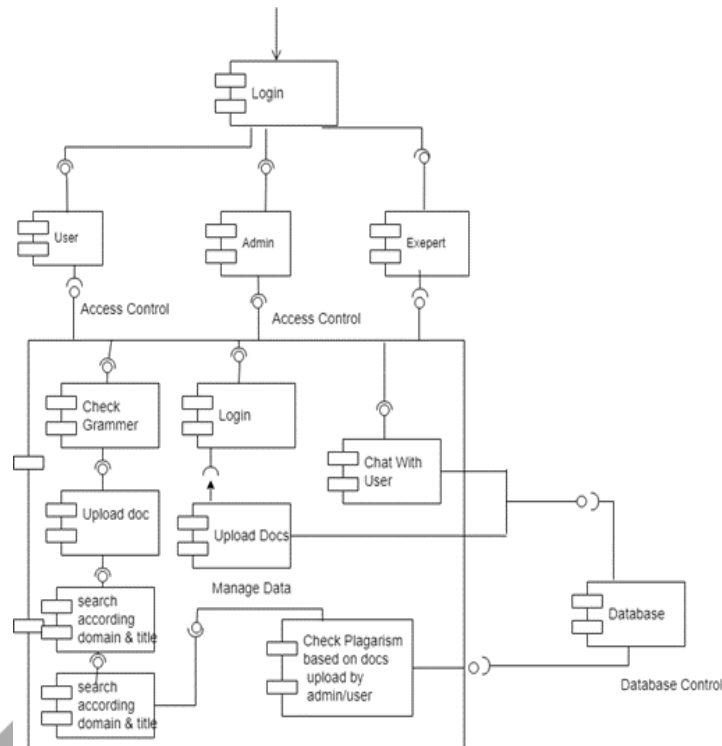 Login
User
Admin
Exepert
Access Control
Access Control
Check
Grammer
Login
Chat With
User
Upload doc
Upload Docs
Manage Data
search
according
domain & title
Check Plagarism
based on docs
upload by
admin/user
Database
Database Control
search
according
domain & title